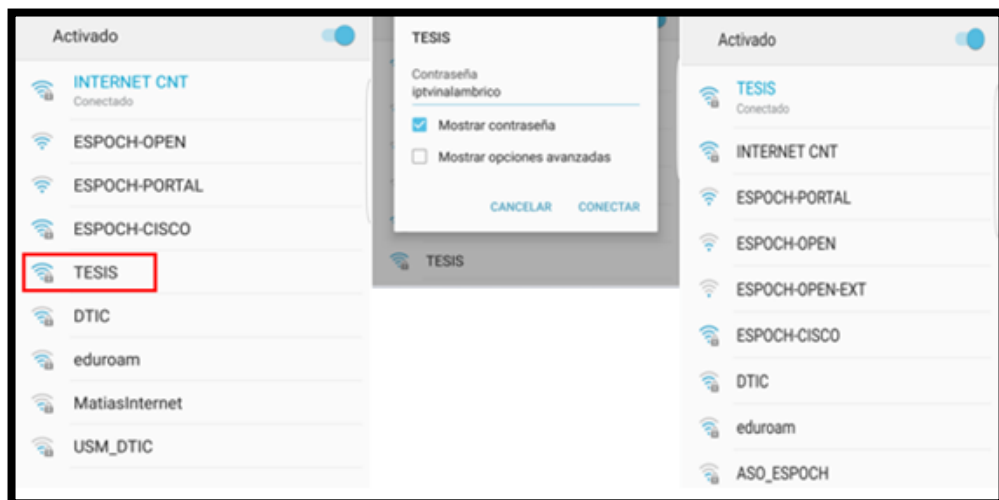 Activado
INTERNET CNT
Conectado
ESPOCH-OPEN
ESPOCH-PORTAL
ESPOCH-CISCO
TESIS
DTIC
eduroam
MatiasInternet
USM_DTIC
TESIS
Contraseña
iptvinalambrico
Mostrar contraseña
Mostrar opciones avanzadas
CANCELAR CONECTAR
TESIS
Activado
TESIS
Conectado
INTERNET CNT
ESPOCH-PORTAL
ESPOCH-OPEN
ESPOCH-OPEN-EXT
ESPOCH-CISCO
DTIC
eduroam
ASO_ESPOCH